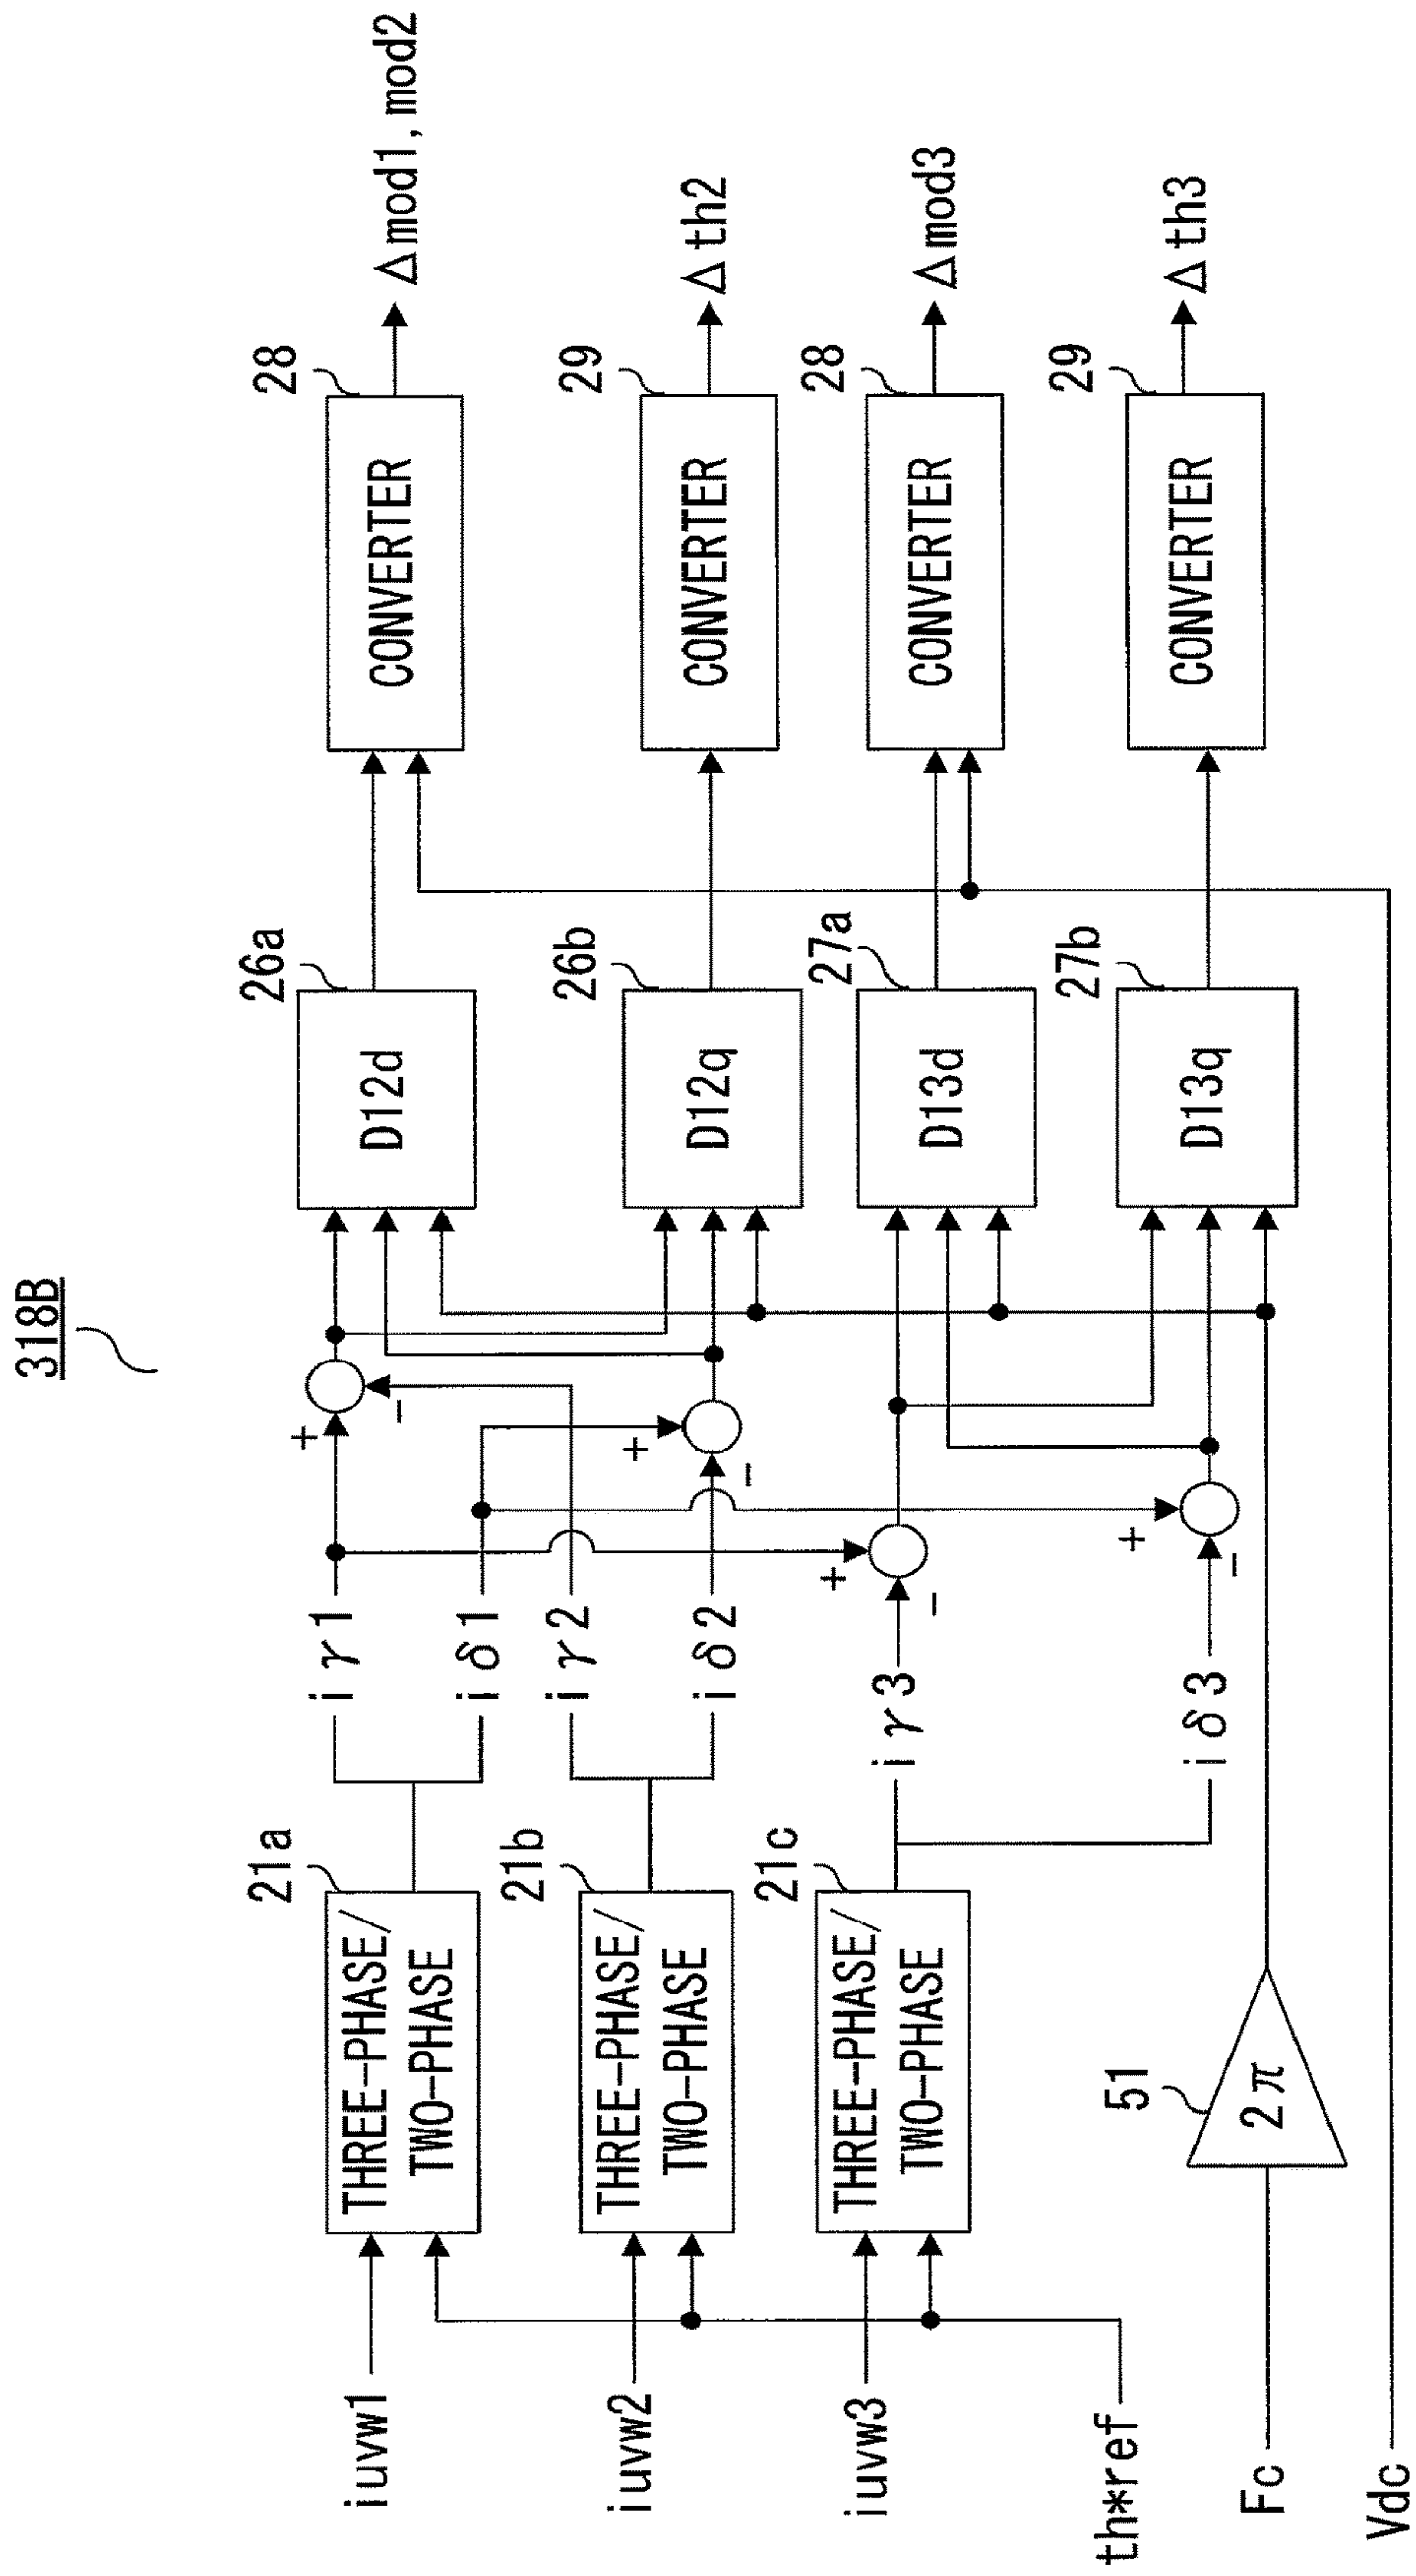 318B
iuvw1
iuvw2
iuvw3
th*ref
Fc
Vdc
21a
THREE-PHASE/
TWO-PHASE
21b
THREE-PHASE/
TWO-PHASE
21c
THREE-PHASE/
TWO-PHASE
51
2π
iγ1
iδ1
iγ2
iδ2
iγ3
iδ3
+
-
+
-
+
-
+
-
26a
D12d
26b
D12q
27a
D13d
27b
D13q
28
CONVERTER
29
CONVERTER
28
CONVERTER
29
CONVERTER
Δmod1, mod2
Δth2
Δmod3
Δth3